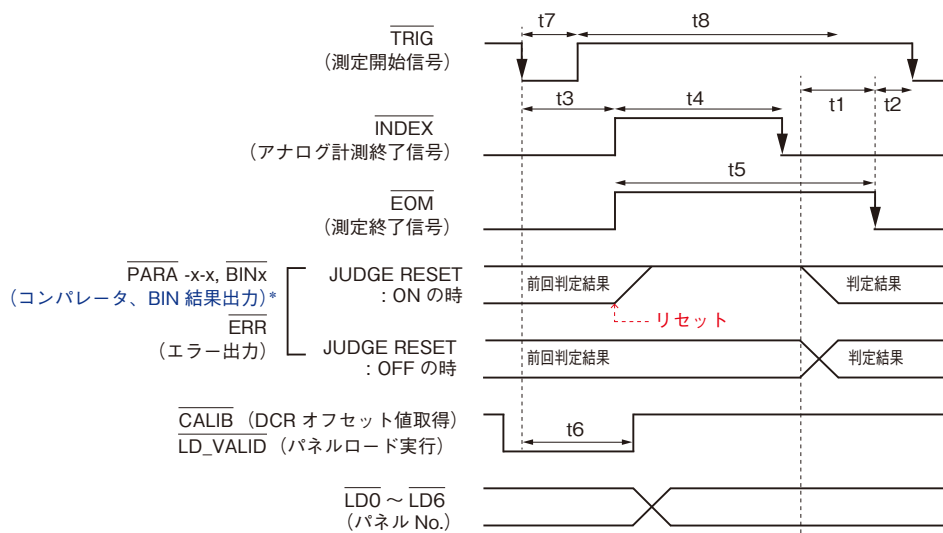 t7
t8
TRIG
（測定開始信号）
t1
t2
t3
t4
INDEX
（アナログ計測終了信号）
t5
EOM
（測定終了信号）
PARA -x-x, BINx
（コンパレータ、BIN 結果出力）*
ERR
（エラー出力）
JUDGE RESET
: ON の時
前回判定結果
判定結果
リセット
JUDGE RESET
: OFF の時
前回判定結果
判定結果
CALIB（DCR オフセット値取得）
LD_VALID（パネルロード実行）
t6
LD0 ～ LD6
（パネル No.）